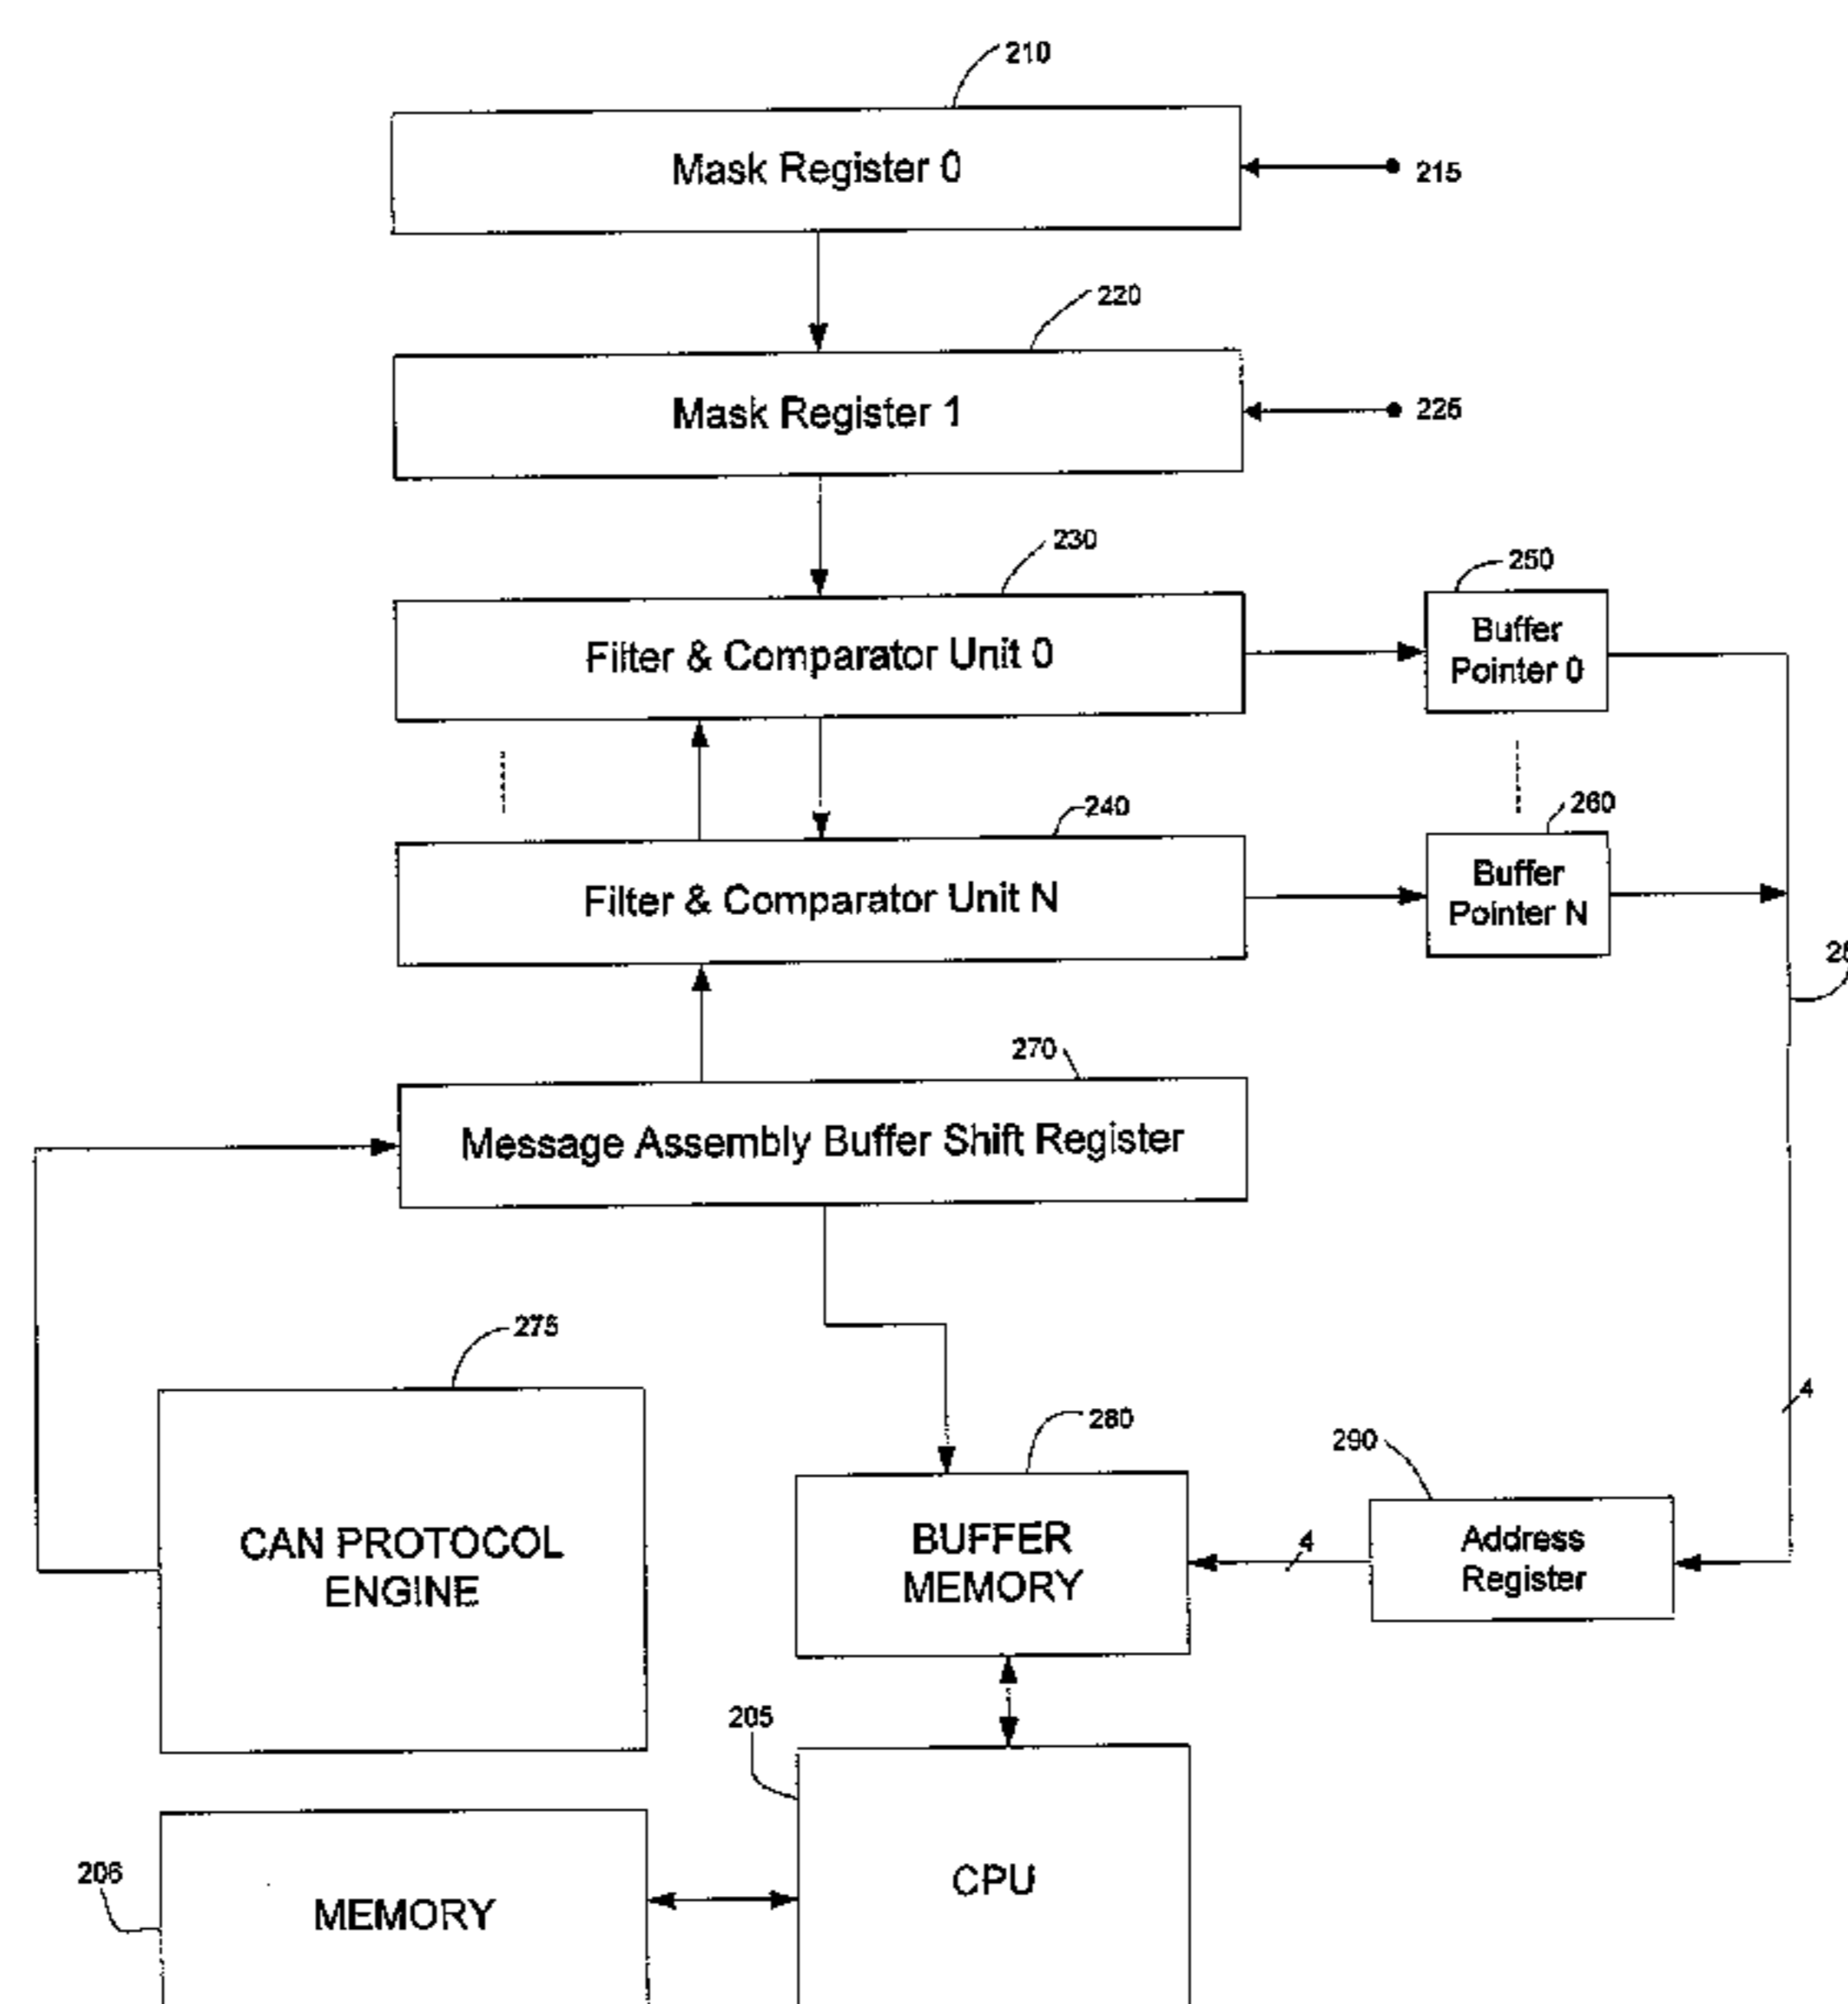 210
Mask Register 0
215
220
Mask Register 1
225
230
250
Filter & Comparator Unit 0
Buffer
Pointer 0
240
260
Filter & Comparator Unit N
Buffer
Pointer N
270
Message Assembly Buffer Shift Register
275
4
280
290
CAN PROTOCOL
ENGINE
BUFFER
MEMORY
4
Address
Register
205
206
MEMORY
CPU